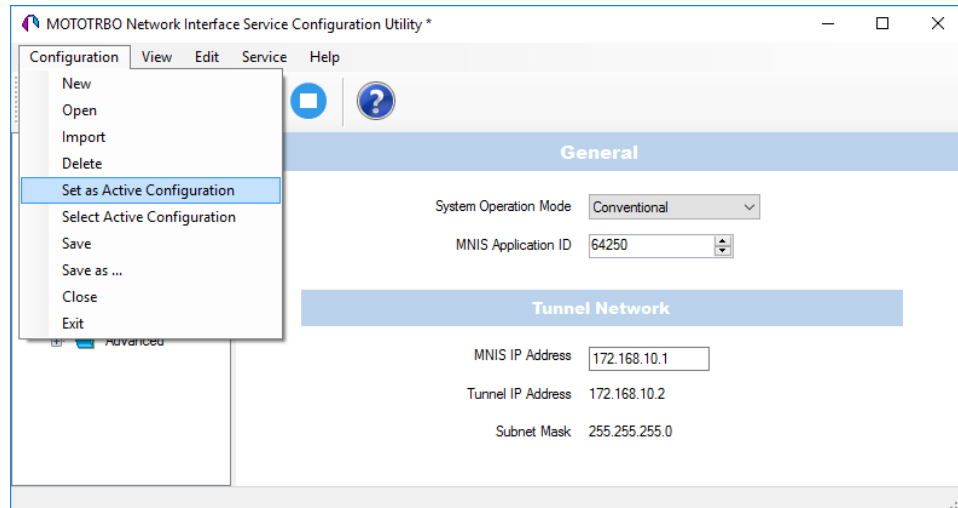 MOTOTRBO Network Interface Service Configuration Utility *
Configuration View Edit Service Help
New
Open
Import
Delete
Set as Active Configuration
Select Active Configuration
Save
Save as ...
Close
Exit
Advanced
General
System Operation Mode Conventional
MNIS Application ID 64250
Tunnel Network
MNIS IP Address 172.168.10.1
Tunnel IP Address 172.168.10.2
Subnet Mask 255.255.255.0